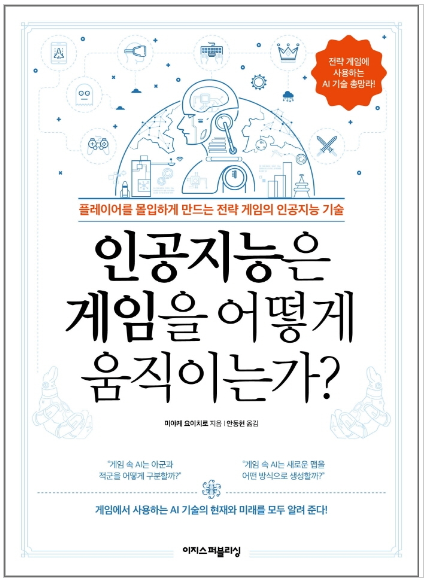 전략 게임에
사용하는
AI 기술 총망라!
플레이어를 몰입하게 만드는 전략 게임의 인공지능 기술
인공지능은
게임을 어떻게
움직이는가?
미야케 요이치로 지음 | 안동현 옮김
"게임 속 AI는 아군과
적군을 어떻게 구분할까?"
"게임 속 AI는 새로운 맵을
어떤 방식으로 생성할까?"
게임에서 사용하는 AI 기술의 현재와 미래를 모두 알려 준다!
이지스 퍼블리싱